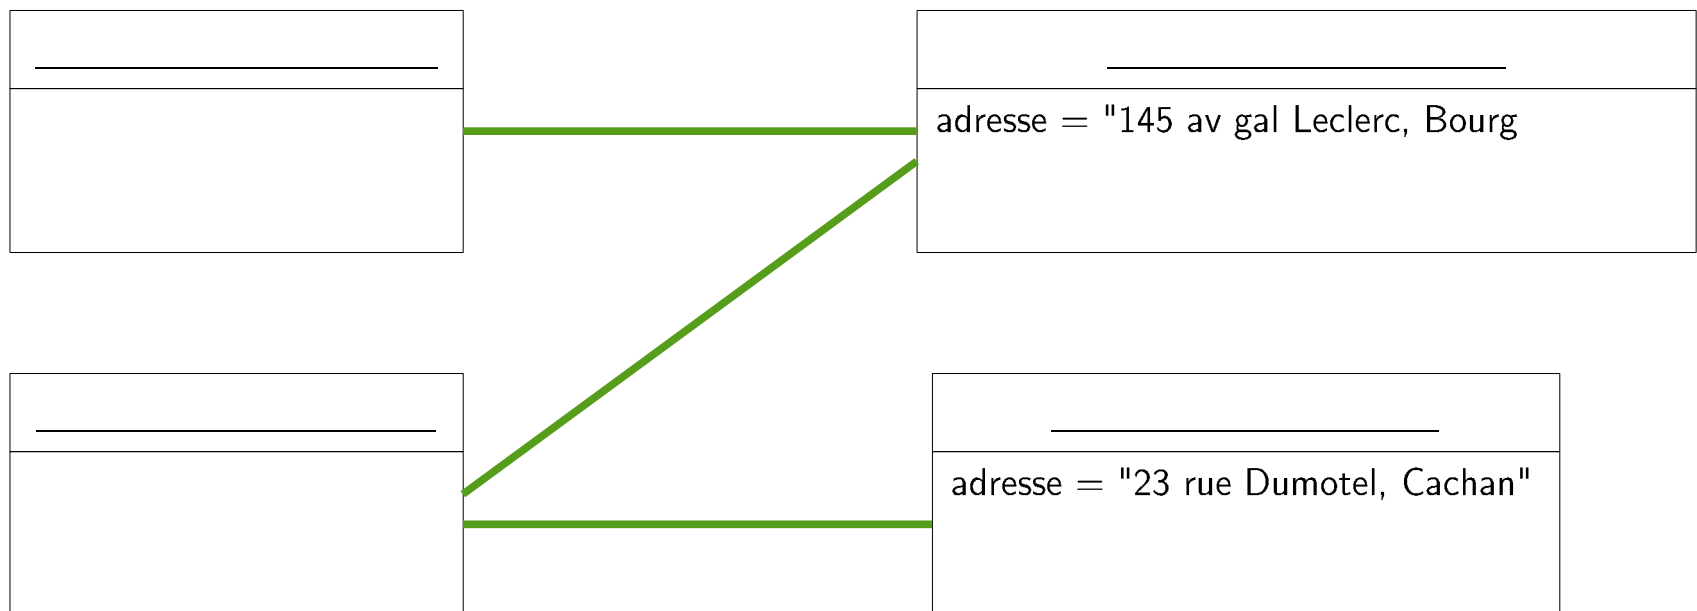 adresse = "145 av gal Leclerc, Bourg
adresse = "23 rue Dumotel, Cachan"